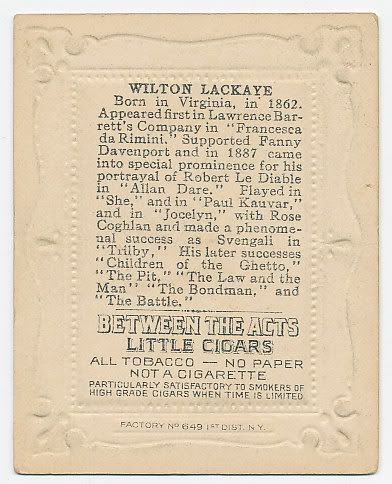 WILTON LACKAYE
Born in Virginia, in 1862.
Appeared first in Lawrence Bar-
rett's Company in "Francesca
da Rimini." Supported Fanny
Davenport and in 1887 came
into special prominence for his
portrayal of Robert Le Diable
in "Allan Dare." Played in
"She," and in "Paul Kauvar,"
and in "Jocelyn," with Rose
Coghlan and made a phenome-
nal success as Svengali in
"Trilby," His later successes
"Children of the Ghetto,"
"The Pit," "The Law and the
Man" "The Bondman," and
"The Battle."
BETWEEN THE ACTS
LITTLE CIGARS
ALL TOBACCO — NO PAPER
NOT A CIGARETTE
PARTICULARLY SATISFACTORY TO SMOKERS OF
HIGH GRADE CIGARS WHEN TIME IS LIMITED
FACTORY NO 649 1ST DIST. N.Y.